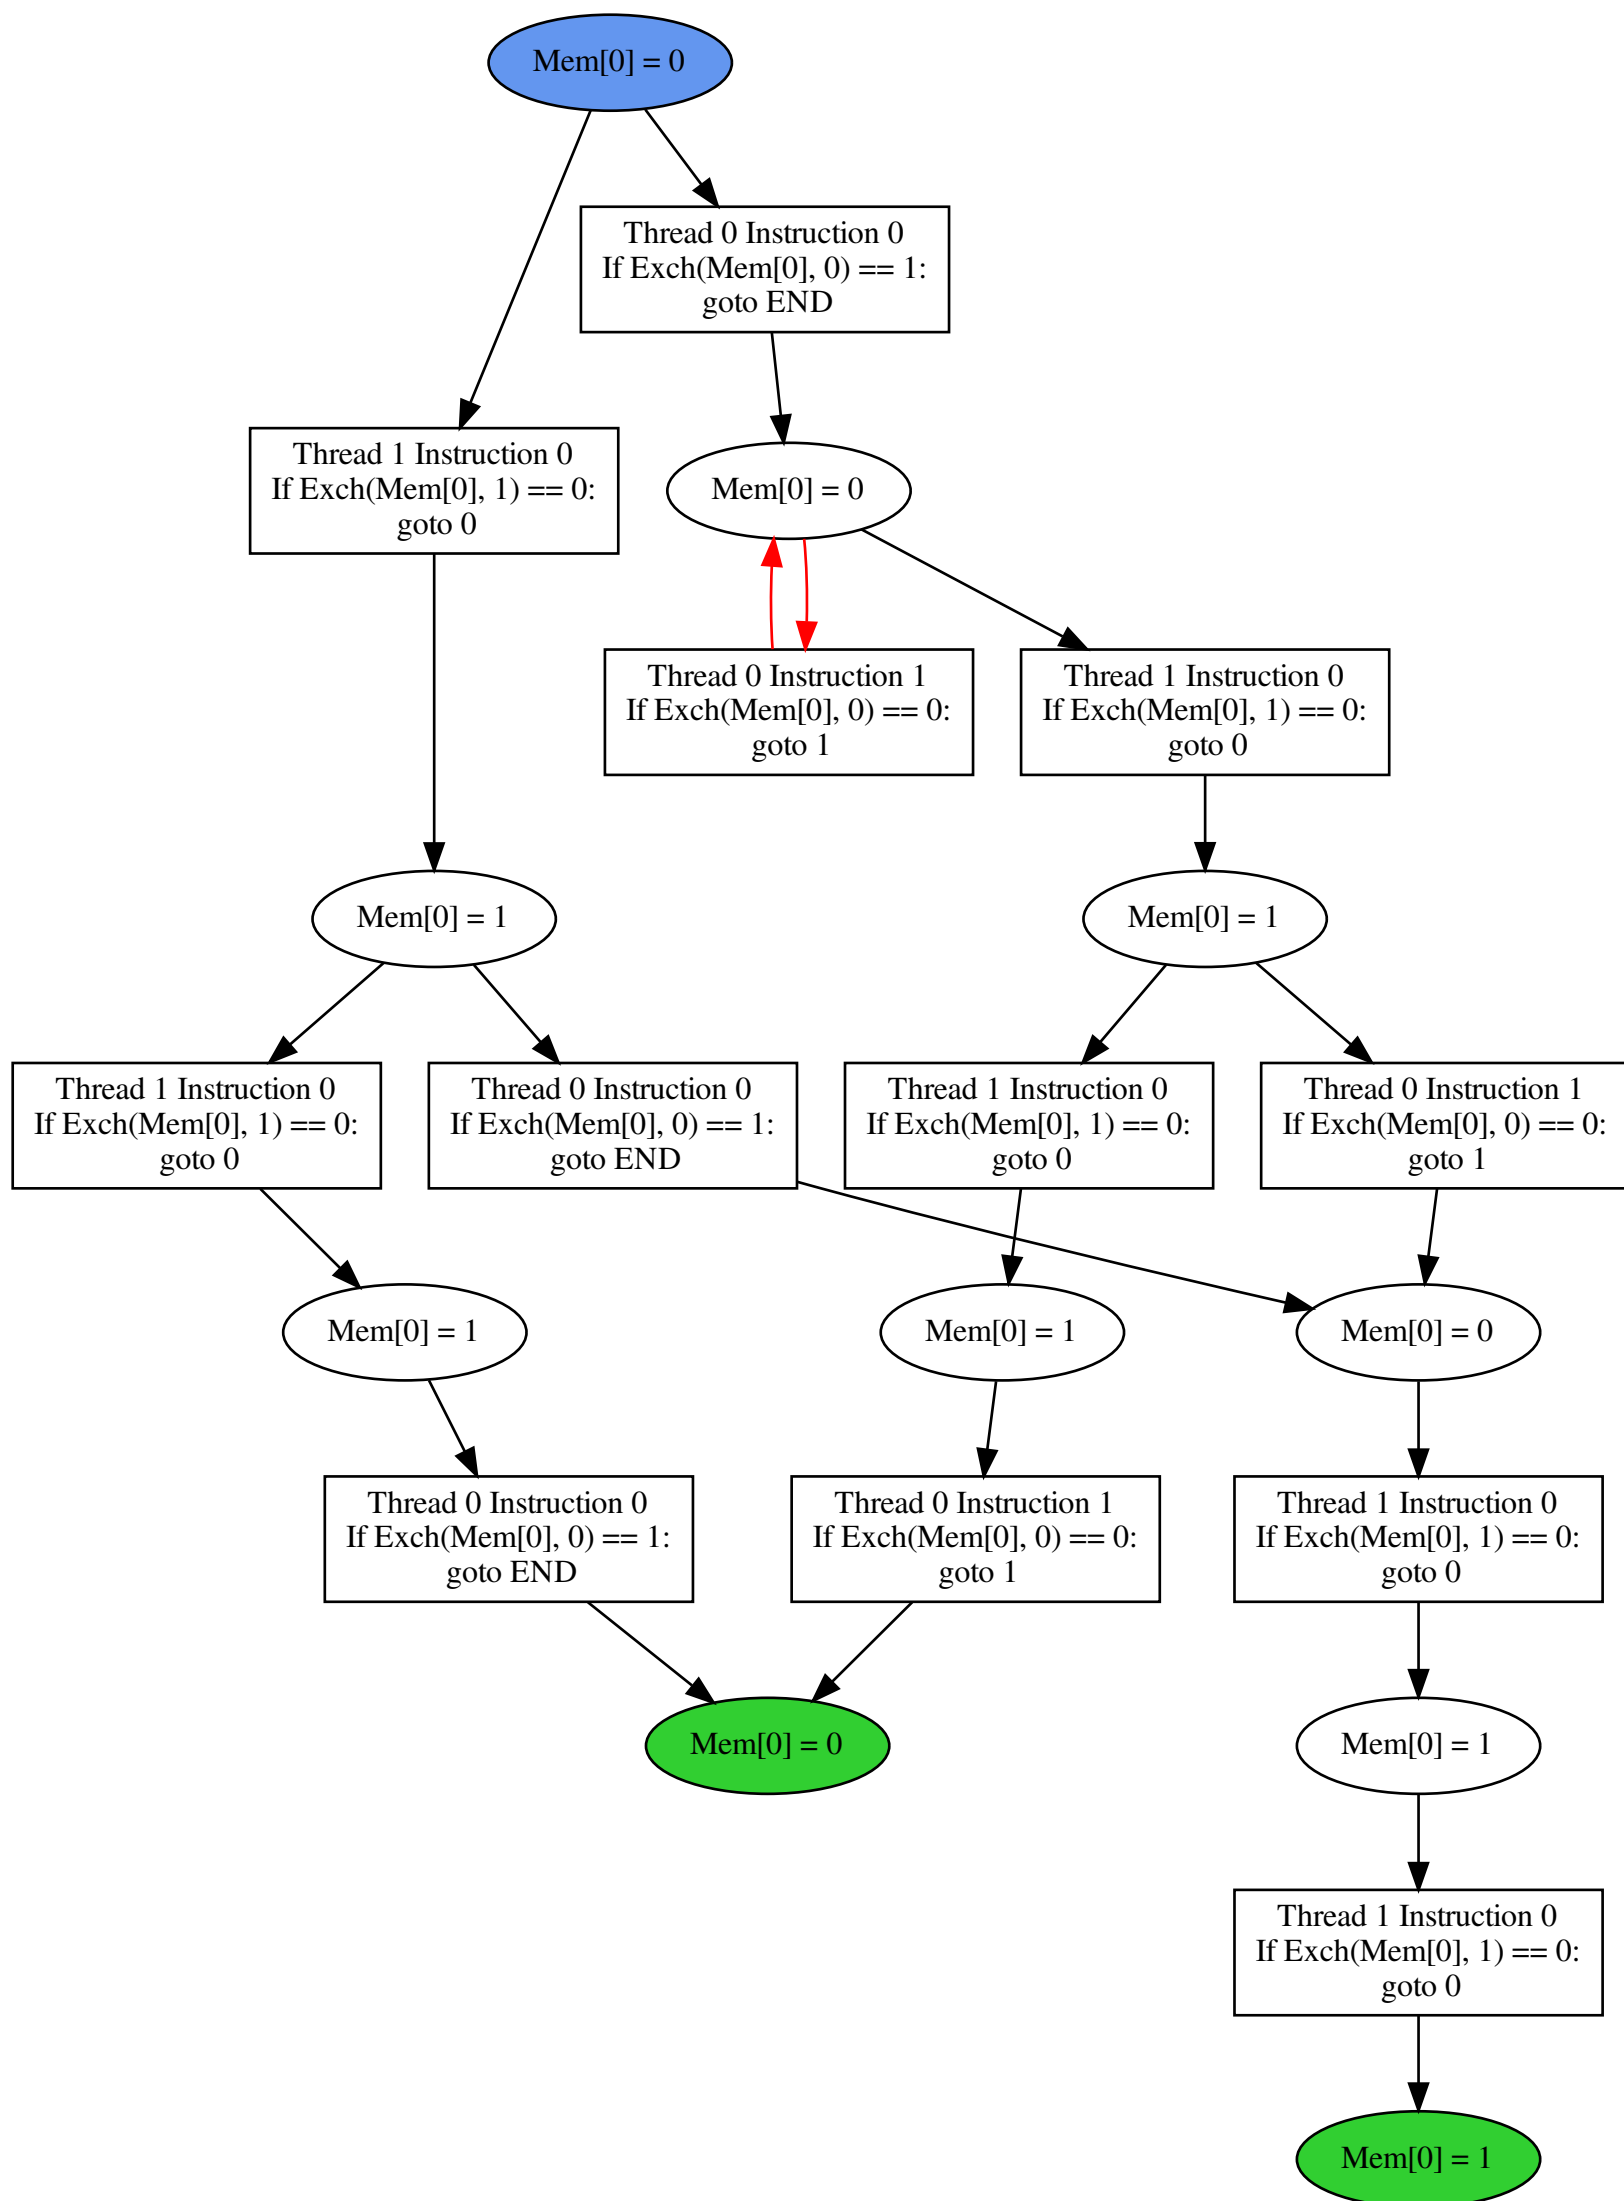 Mem[0] = 0
Thread 0 Instruction 0
If Exch(Mem[0], 0) == 1:
goto END
Thread 1 Instruction 0
If Exch(Mem[0], 1) == 0:
goto 0
Mem[0] = 0
Thread 0 Instruction 1
If Exch(Mem[0], 0) == 0:
goto 1
Thread 1 Instruction 0
If Exch(Mem[0], 1) == 0:
goto 0
Mem[0] = 1
Mem[0] = 1
Thread 1 Instruction 0
If Exch(Mem[0], 1) == 0:
goto 0
Thread 0 Instruction 0
If Exch(Mem[0], 0) == 1:
goto END
Thread 1 Instruction 0
If Exch(Mem[0], 1) == 0:
goto 0
Thread 0 Instruction 1
If Exch(Mem[0], 0) == 0:
goto 1
Mem[0] = 1
Mem[0] = 1
Mem[0] = 0
Thread 0 Instruction 0
If Exch(Mem[0], 0) == 1:
goto END
Thread 0 Instruction 1
If Exch(Mem[0], 0) == 0:
goto 1
Thread 1 Instruction 0
If Exch(Mem[0], 1) == 0:
goto 0
Mem[0] = 0
Mem[0] = 1
Thread 1 Instruction 0
If Exch(Mem[0], 1) == 0:
goto 0
Mem[0] = 1